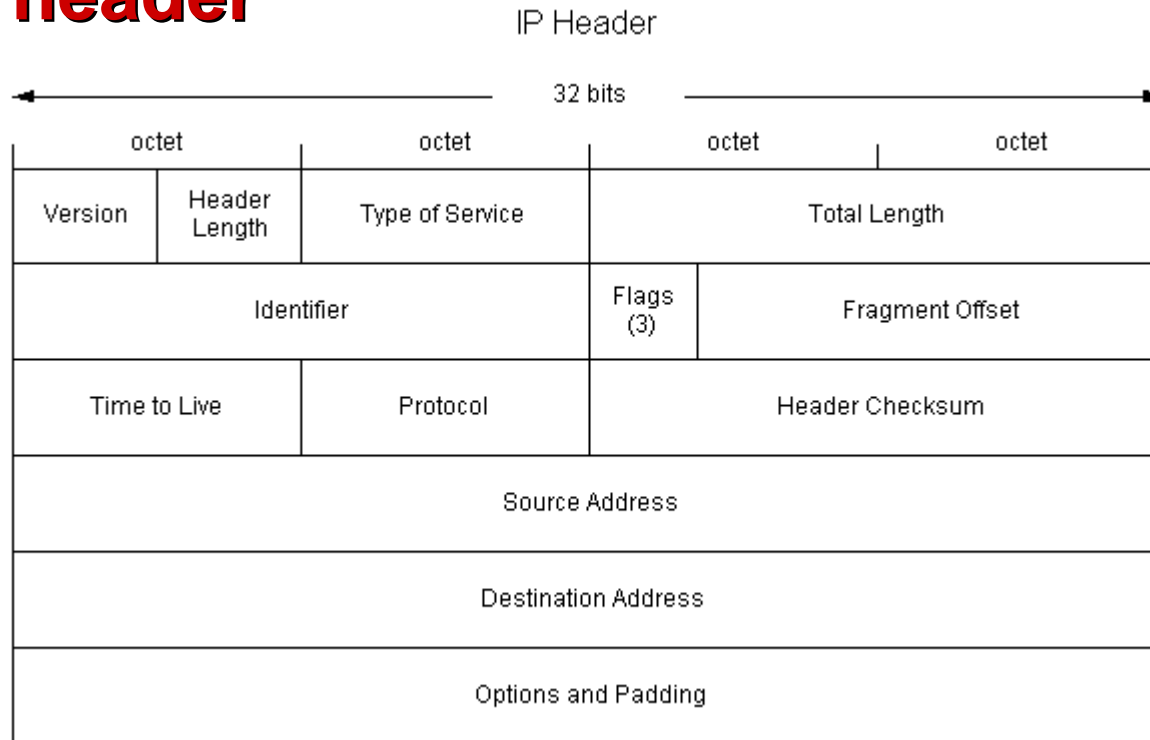 header
IP Header
32 bits
octet octet octet octet
Version Header Length Type of Service Total Length
Identifier Flags (3) Fragment Offset
Time to Live Protocol Header Checksum
Source Address
Destination Address
Options and Padding